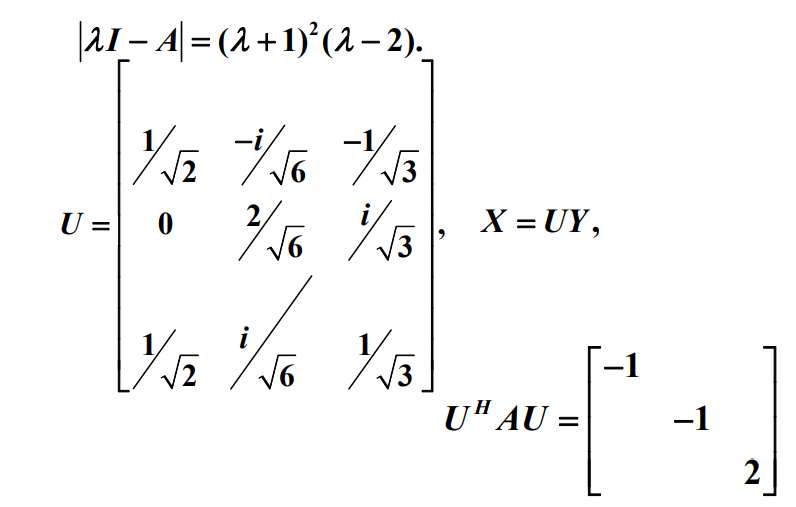 |λI − A| = (λ + 1)²(λ − 2).
U = [ 1/√2 −i/√6 −1/√3
0 2/√6 i/√3
1/√2 i/√6 1/√3 ], X = UY,
U^H AU = [ −1
−1
2 ]